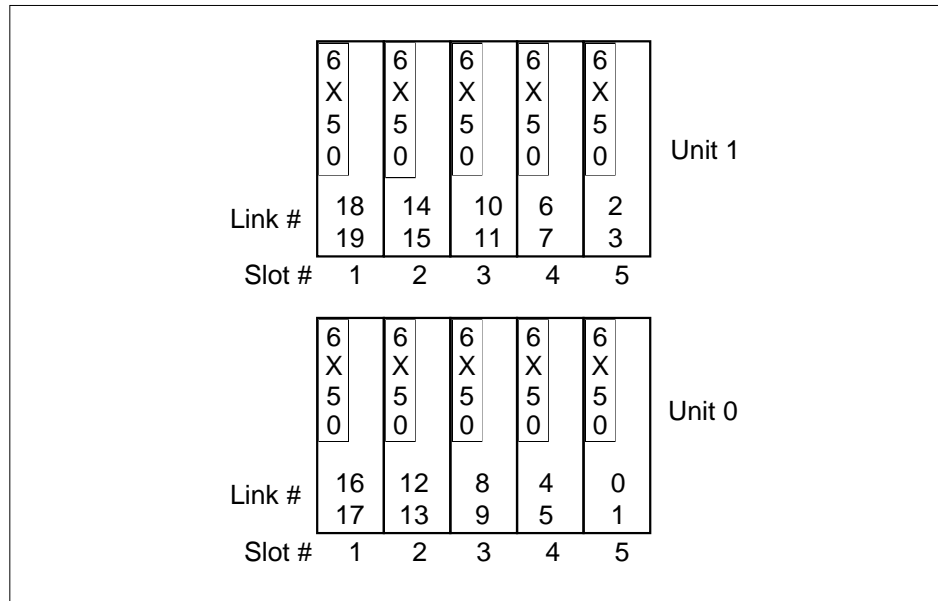 6 6 6 6 6
X X X X X
5 5 5 5 5
0 0 0 0 0
Unit 1
Link # 18 14 10 6 2
19 15 11 7 3
Slot # 1 2 3 4 5
6 6 6 6 6
X X X X X
5 5 5 5 5
0 0 0 0 0
Unit 0
Link # 16 12 8 4 0
17 13 9 5 1
Slot # 1 2 3 4 5